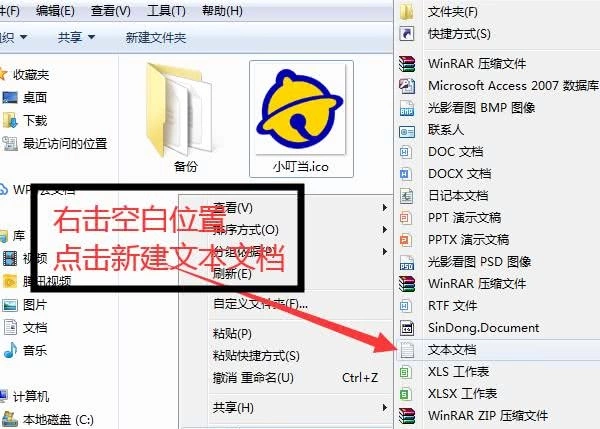 文件(F) 编辑(E) 查看(V) 工具(T) 帮助(H)
组织 共享 新建文件夹
收藏夹
桌面
下载
最近访问的位置
库
视频
腾讯视频
图片
文档
音乐
计算机
本地磁盘 (C:)
备份
小叮当.ico
右击空白位置
点击新建文本文档
查看(V)
排序方式(O)
刷新(E)
自定义文件夹(F)...
粘贴(P)
粘贴快捷方式(S)
撤消 重命名(U) Ctrl+Z
共享(H)
文件夹(F)
快捷方式(S)
WinRAR 压缩文件
Microsoft Access 2007 数据库
光影看图 BMP 图像
联系人
DOC 文档
DOCX 文档
日记本文档
PPT 演示文稿
PPTX 演示文稿
光影看图 PSD 图像
WinRAR 压缩文件
RTF 文件
SinDong.Document
文本文档
XLS 工作表
XLSX 工作表
WinRAR ZIP 压缩文件